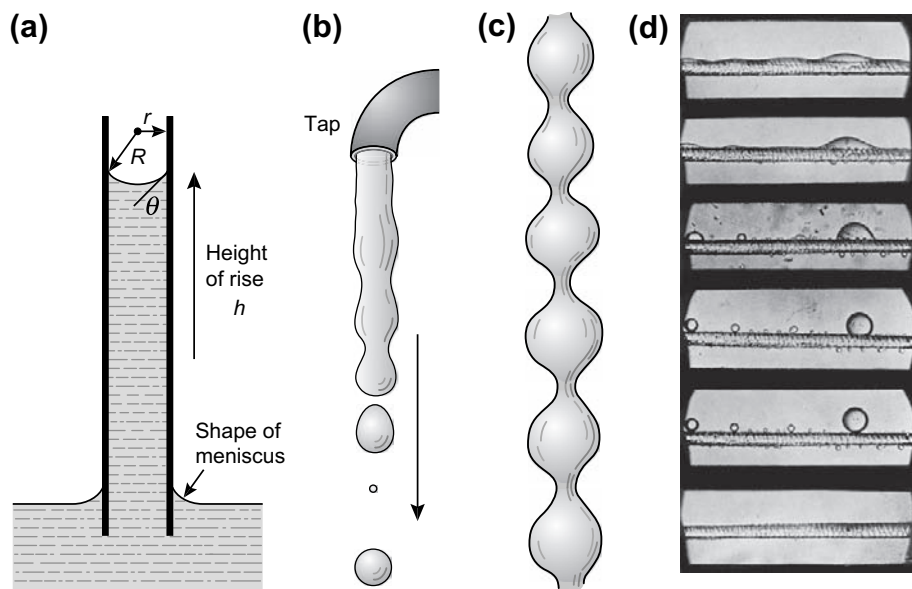 (a)
r
R
θ
Height
of rise
h
Shape of
meniscus
(b)
Tap
(c)
(d)